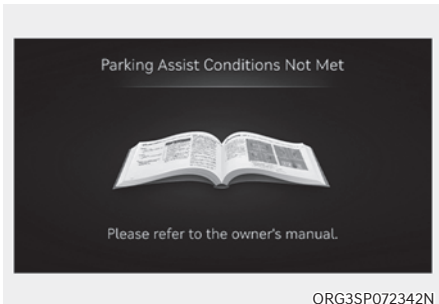 Parking Assist Conditions Not Met
Please refer to the owner's manual.
ORG3SP072342N